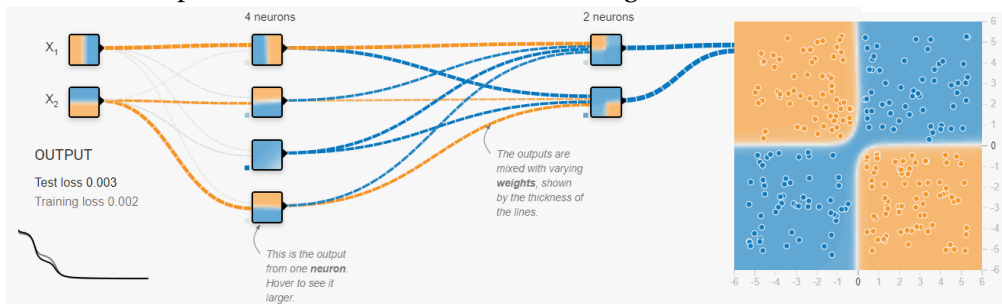 4 neurons
2 neurons
X1
X2
OUTPUT
Test loss 0.003
Training loss 0.002
The outputs are
mixed with varying
weights, shown
by the thickness of
the lines.
This is the output
from one neuron.
Hover to see it
larger.
6
5
4
3
2
1
0
-1
-2
-3
-4
-5
-6
-6 -5 -4 -3 -2 -1 0 1 2 3 4 5 6